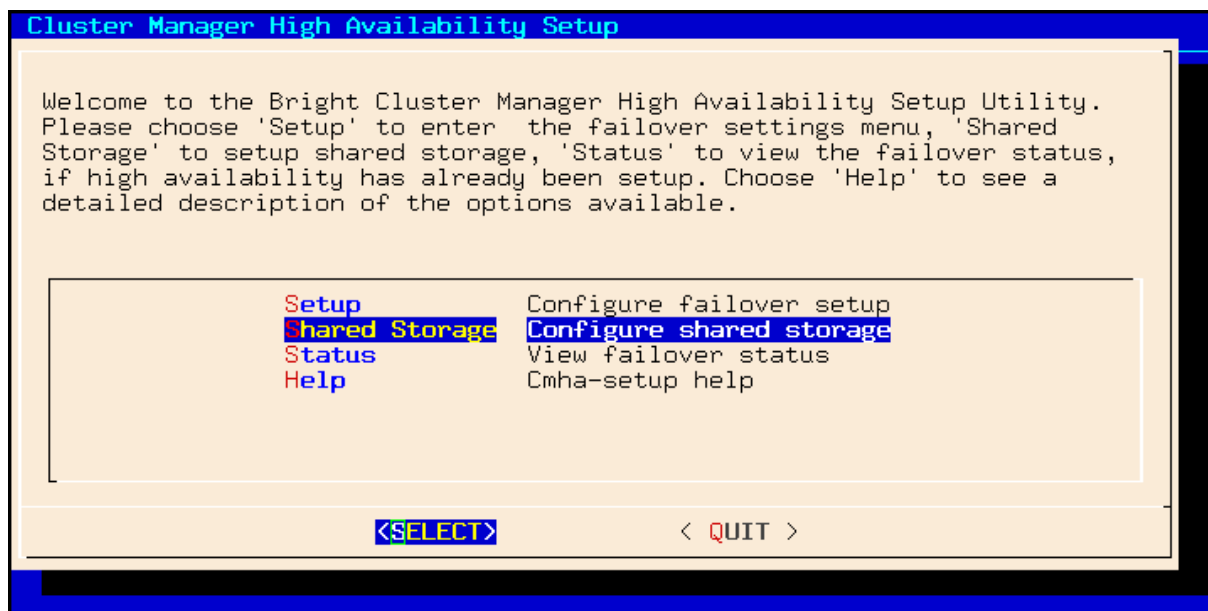 Cluster Manager High Availability Setup
Welcome to the Bright Cluster Manager High Availability Setup Utility.
Please choose 'Setup' to enter  the failover settings menu, 'Shared
Storage' to setup shared storage, 'Status' to view the failover status,
if high availability has already been setup. Choose 'Help' to see a
detailed description of the options available.
Setup Configure failover setup
Shared Storage Configure shared storage
Status View failover status
Help Cmha-setup help
<SELECT> < QUIT >